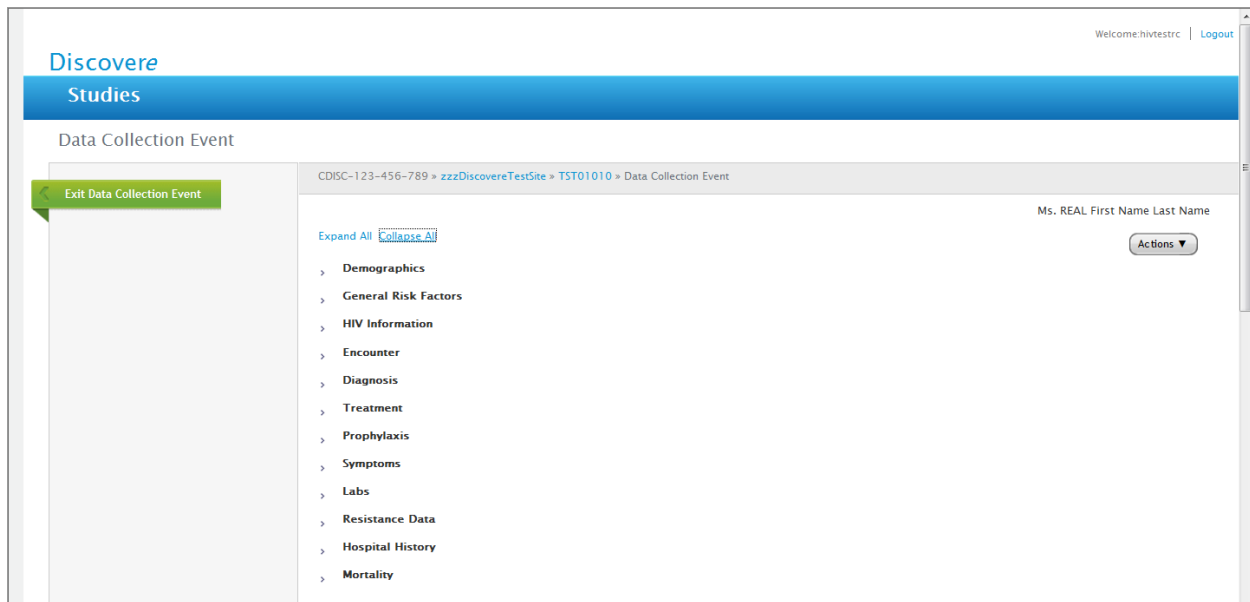 Welcome:hivtestrc | Logout
Discovere
Studies
Data Collection Event
CDISC-123-456-789 » zzzDiscovereTestSite » TST01010 » Data Collection Event
Exit Data Collection Event
Ms. REAL First Name Last Name
Expand All Collapse All
Actions ▼
Demographics
General Risk Factors
HIV Information
Encounter
Diagnosis
Treatment
Prophylaxis
Symptoms
Labs
Resistance Data
Hospital History
Mortality